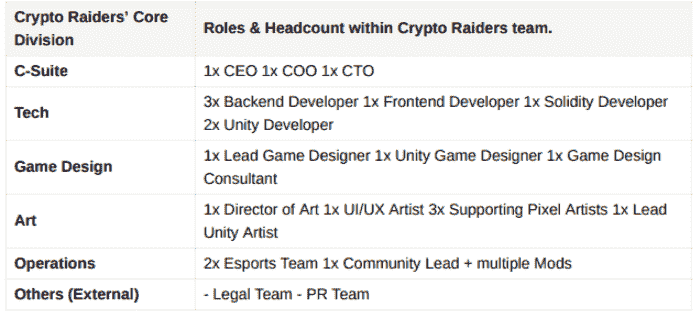 Crypto Raiders' Core
Division
Roles & Headcount within Crypto Raiders team.
C-Suite
1x CEO 1x COO 1x CTO
Tech
3x Backend Developer 1x Frontend Developer 1x Solidity Developer
2x Unity Developer
Game Design
1x Lead Game Designer 1x Unity Game Designer 1x Game Design
Consultant
Art
1x Director of Art 1x UI/UX Artist 3x Supporting Pixel Artists 1x Lead
Unity Artist
Operations
2x Esports Team 1x Community Lead + multiple Mods
Others (External)
- Legal Team - PR Team